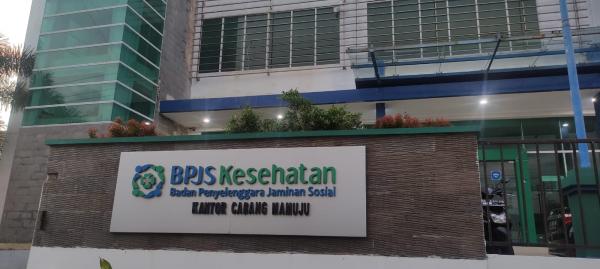 BPJS Kesehatan
Badan Penyelenggara Jaminan Sosial
KANTOR CABANG MAMUJU